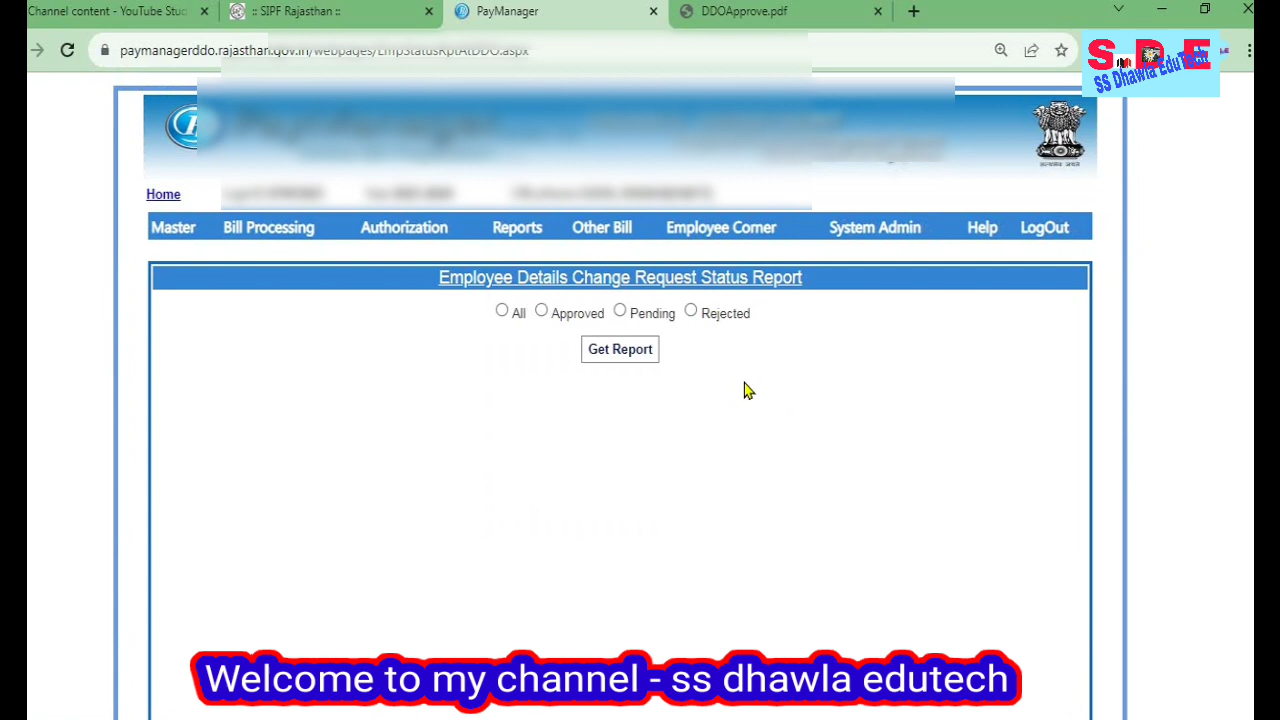 Channel content - YouTube Stud
:: SIPF Rajasthan ::
PayManager
DDOApprove.pdf
paymanagerddo.rajasthan.gov.in/webpages/EmpStatusRptAtDDO.aspx
S D E
SS Dhawla EduTech
Home
Master Bill Processing Authorization Reports Other Bill Employee Corner System Admin Help LogOut
Employee Details Change Request Status Report
All Approved Pending Rejected
Get Report
Welcome to my channel - ss dhawla edutech